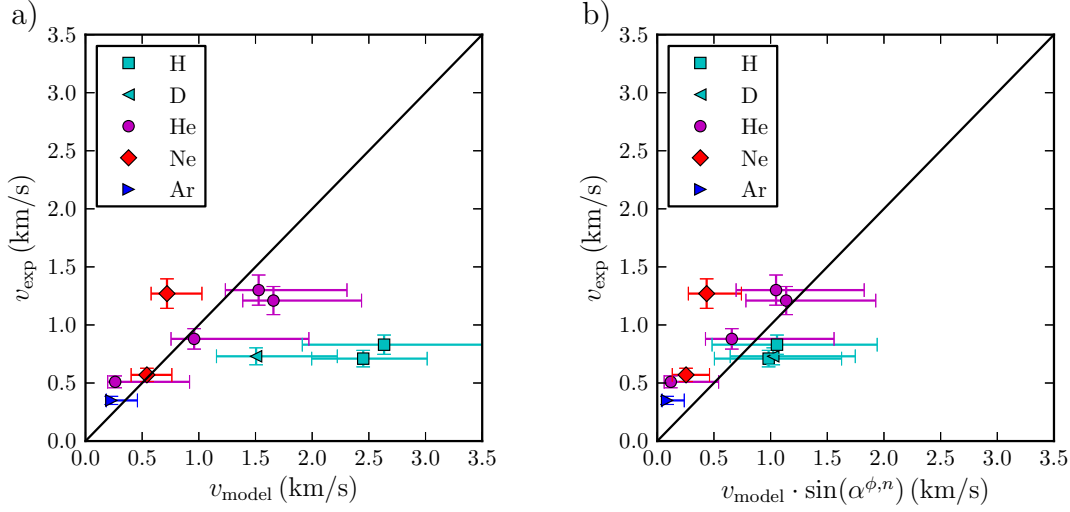 a)
3.5
3.0
2.5
2.0
1.5
1.0
0.5
0.0
v_exp (km/s)
H
D
He
Ne
Ar
0.0 0.5 1.0 1.5 2.0 2.5 3.0 3.5
v_model (km/s)
b)
3.5
3.0
2.5
2.0
1.5
1.0
0.5
0.0
v_exp (km/s)
H
D
He
Ne
Ar
0.0 0.5 1.0 1.5 2.0 2.5 3.0 3.5
v_model · sin(α^{ϕ,n}) (km/s)